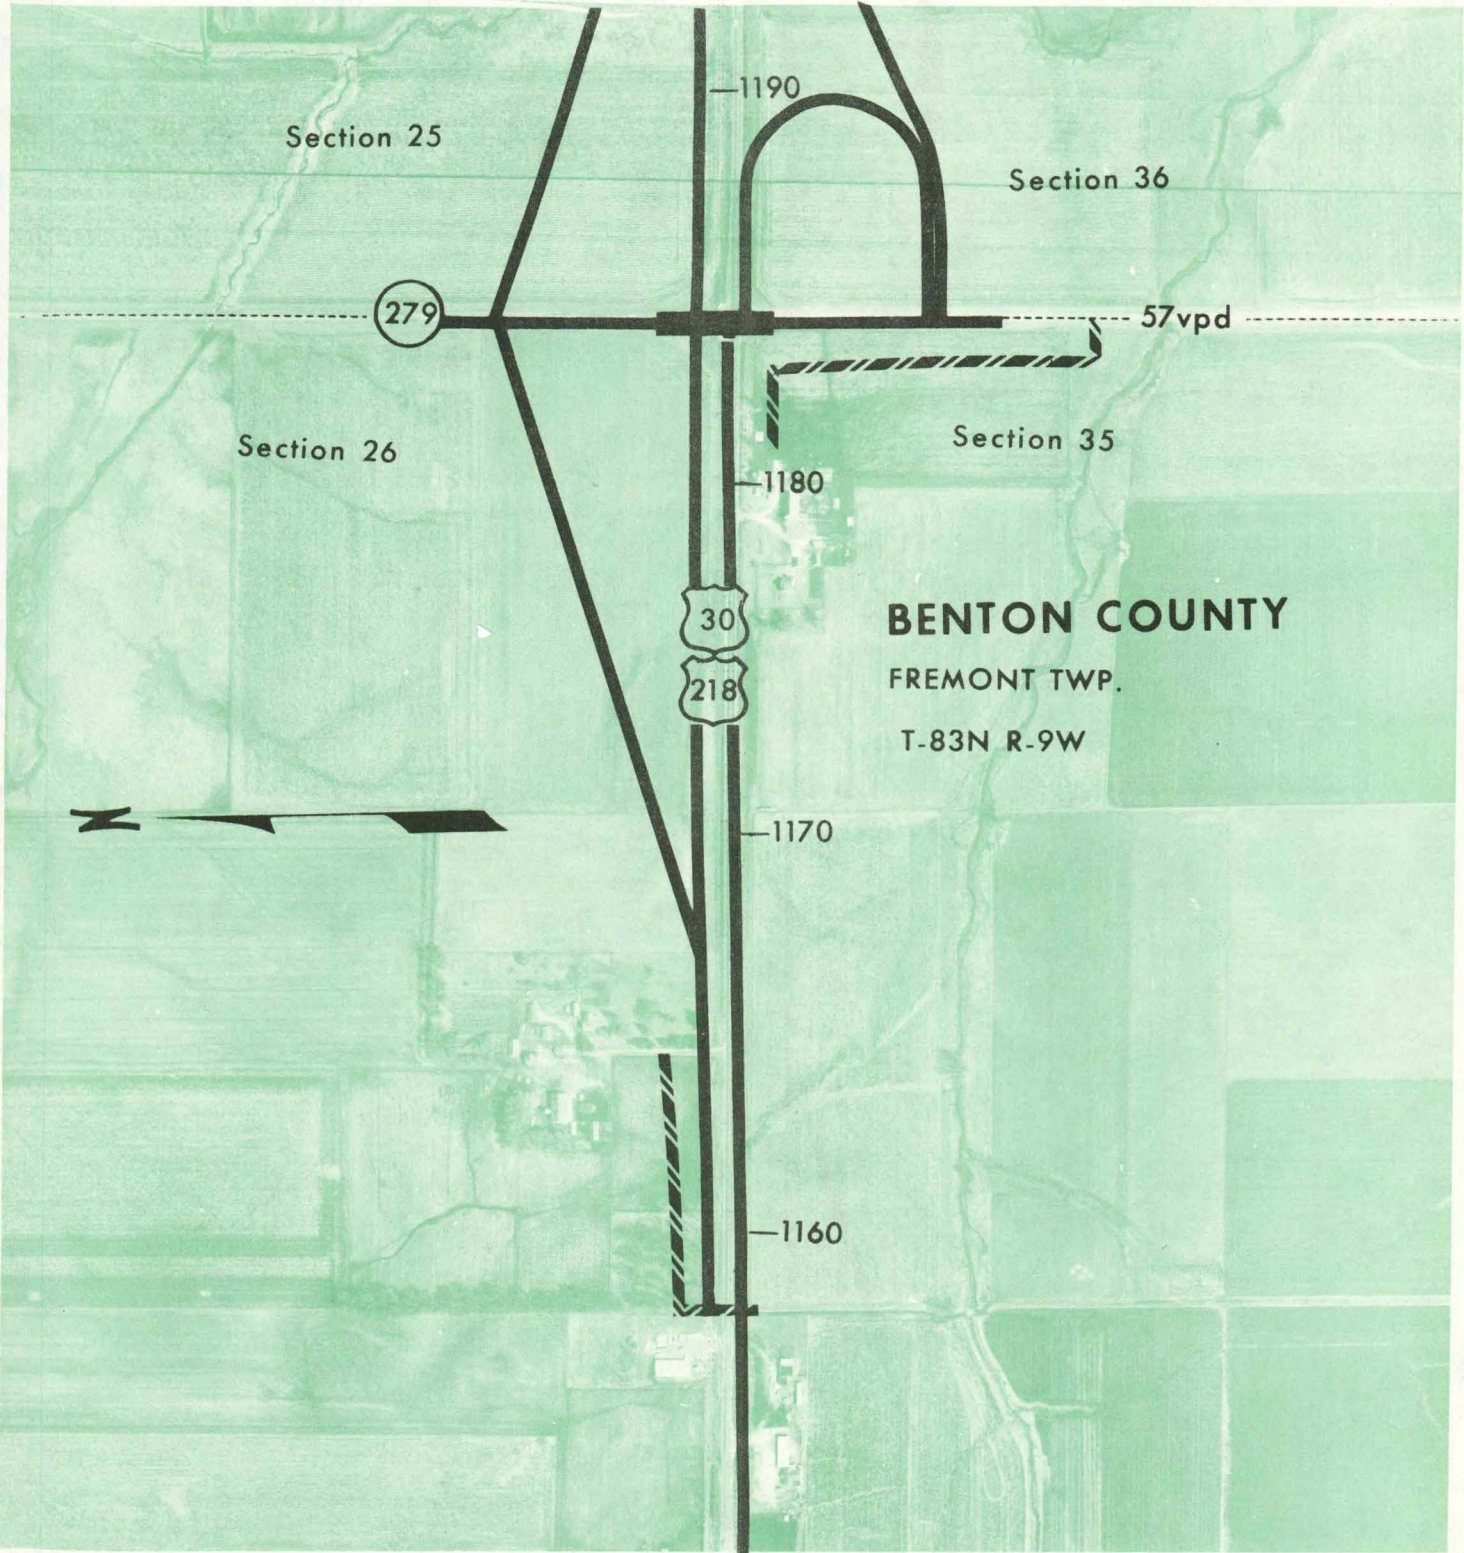 1190
Section 25
Section 36
279
57vpd
Section 26
Section 35
1180
30
BENTON COUNTY
218
FREMONT TWP.
T-83N R-9W
N
1170
1160